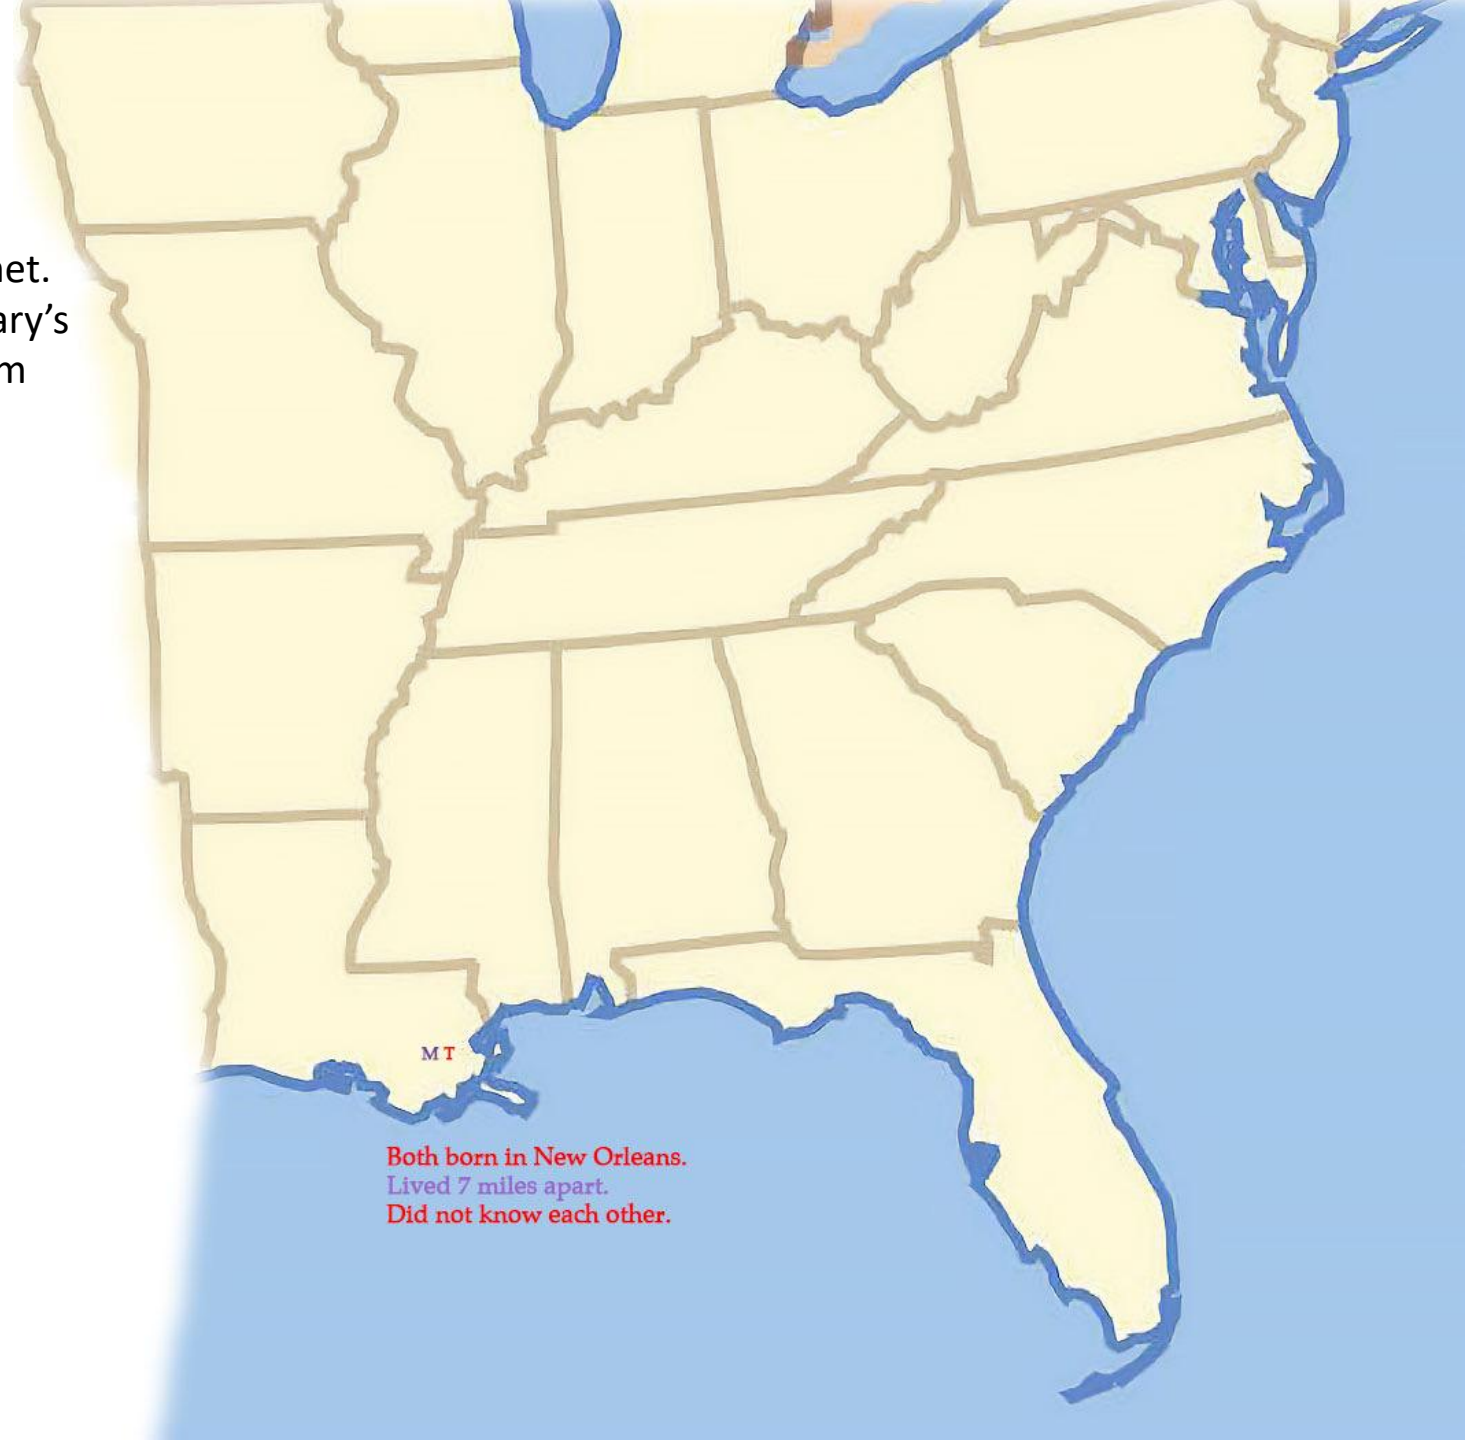 et.
ary’s
m
M T
Both born in New Orleans.
Lived 7 miles apart.
Did not know each other.